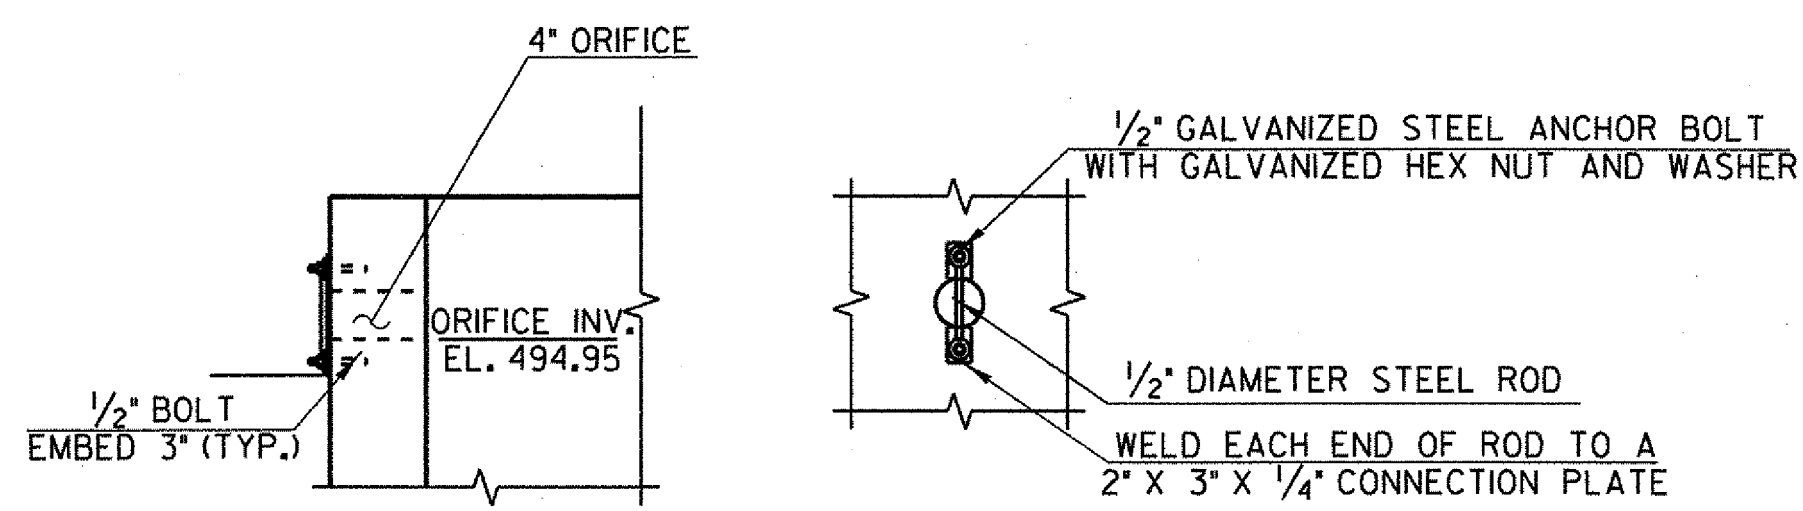 4" ORIFICE
ORIFICE INV.
EL. 494.95
1/2" BOLT
EMBED 3" (TYP.)
1/2" GALVANIZED STEEL ANCHOR BOLT
WITH GALVANIZED HEX NUT AND WASHER
1/2" DIAMETER STEEL ROD
WELD EACH END OF ROD TO A
2" X 3" X 1/4" CONNECTION PLATE